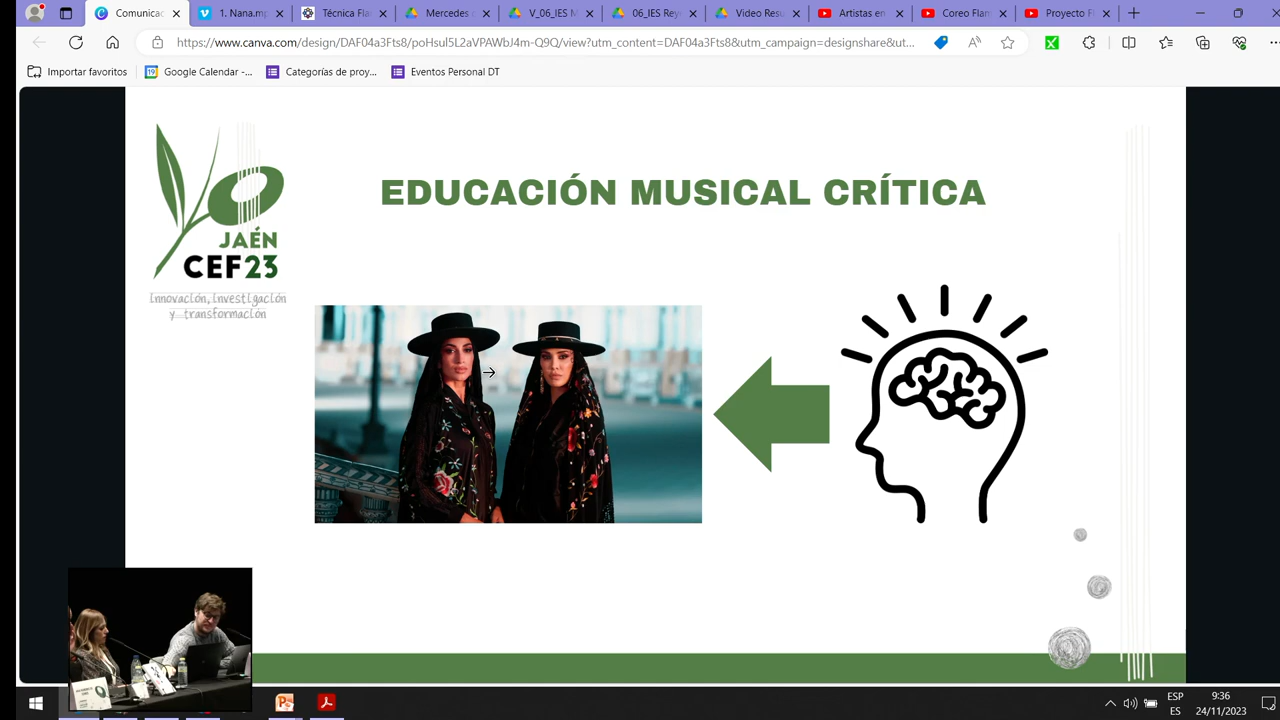 Comunicac
1. Nana.mp
Técnica Fla
Mercedes
V_06_IES M
06_IES Rey
Video Resu
Artistas en
Coreo Flam
Proyecto F
https://www.canva.com/design/DAF04a3Fts8/poHsul5L2aVPAWbJ4m-Q9Q/view?utm_content=DAF04a3Fts8&utm_campaign=designshare&ut...
Importar favoritos
Google Calendar -...
Categorías de proy...
Eventos Personal DT
EDUCACIÓN MUSICAL CRÍTICA
JAÉN
CEF23
Innovación, investigación
y transformación
ESP
ES
9:36
24/11/2023